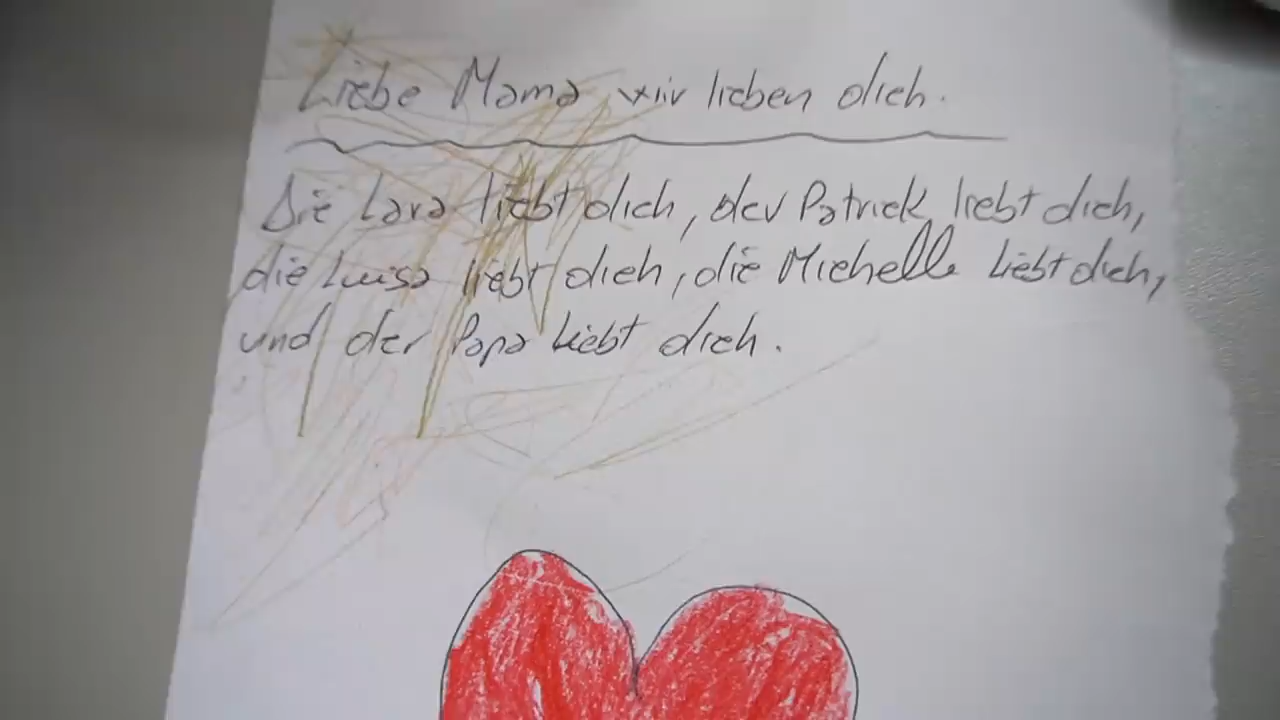 Liebe Mama wir lieben dich.
Die Lara liebt dich, der Patrick liebt dich,
die Luisa liebt dich, die Michelle liebt dich,
und der Papa liebt dich.